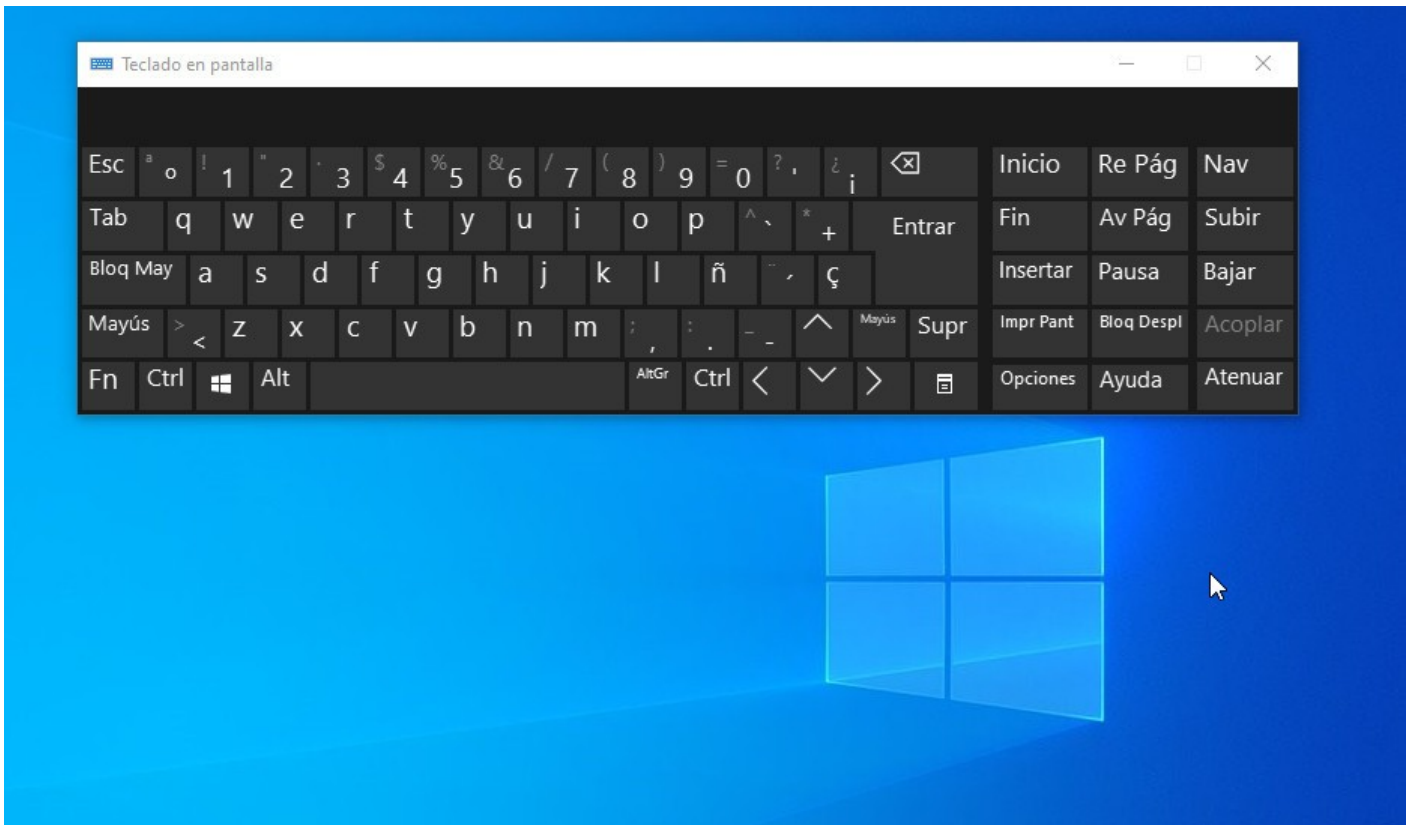 Teclado en pantalla
Esc ª º ! 1 " 2 · 3 $ 4 % 5 & 6 / 7 ( 8 ) 9 = 0 ? ' ¿ ¡ Inicio Re Pág Nav
Tab q w e r t y u i o p ^ ` * + Entrar Fin Av Pág Subir
Bloq May a s d f g h j k l ñ ¨ ´ ç Insertar Pausa Bajar
Mayús > < z x c v b n m ; , : . _ - Mayús Supr Impr Pant Bloq Despl Acoplar
Fn Ctrl Alt AltGr Ctrl Opciones Ayuda Atenuar